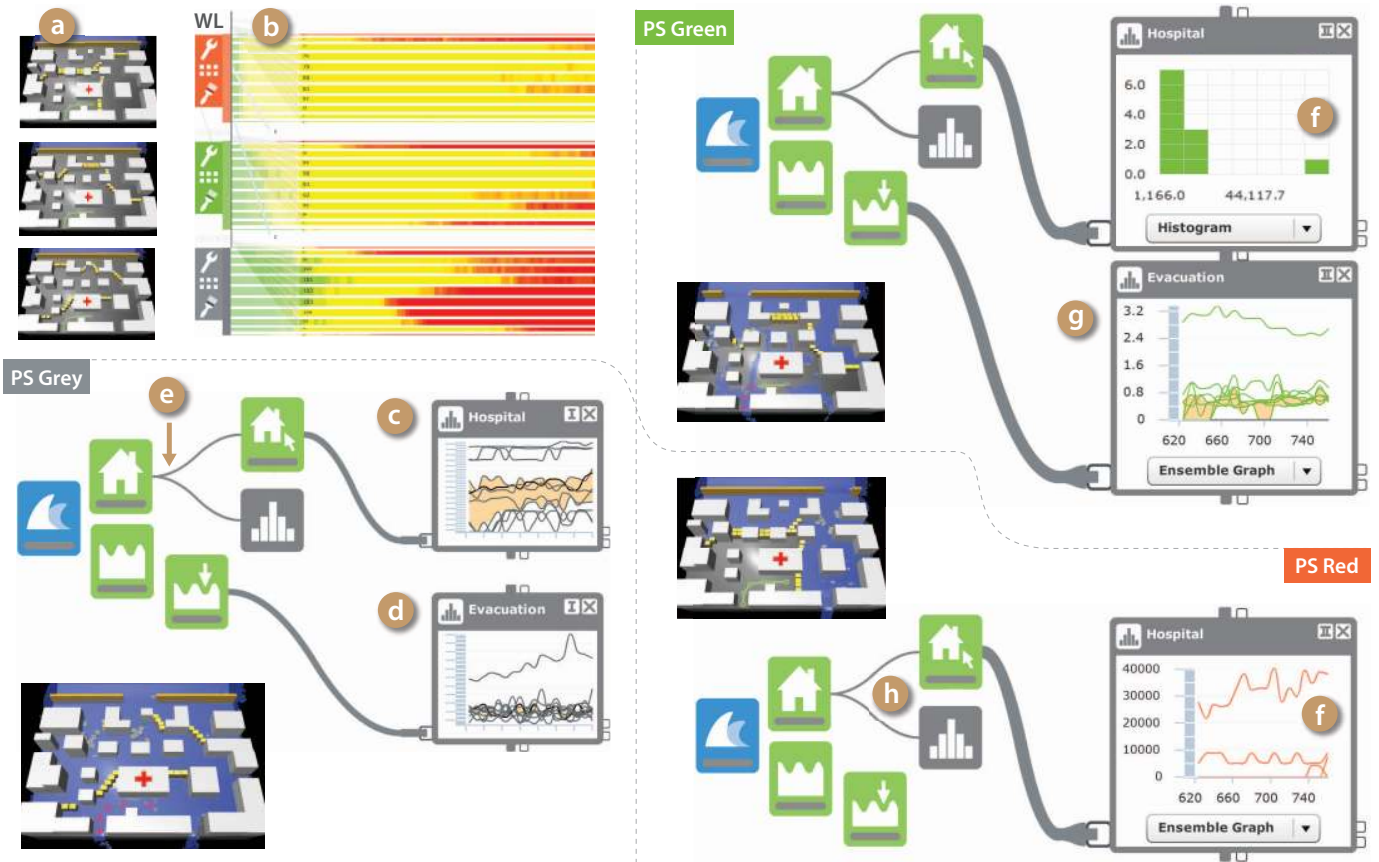 a
WL
b
PS Grey
e
c
Hospital
d
Evacuation
PS Green
Hospital
6.0
4.0
2.0
0.0
1,166.0 44,117.7
f
Histogram
Evacuation
g
3.2
2.4
1.6
0.8
0
620 660 700 740
Ensemble Graph
PS Red
Hospital
h
40000
30000
20000
10000
0
f
620 660 700 740
Ensemble Graph